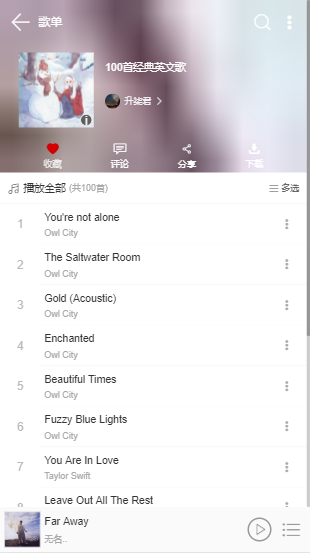 歌单
100首经典英文歌
收藏
评论
分享
下载
播放全部 (共100首)
多选
1
You're not alone
Owl City
2
The Saltwater Room
Owl City
3
Gold (Acoustic)
Owl City
4
Enchanted
Owl City
5
Beautiful Times
Owl City
6
Fuzzy Blue Lights
Owl City
7
You Are In Love
Taylor Swift
8
Leave Out All The Rest
Far Away
无名..